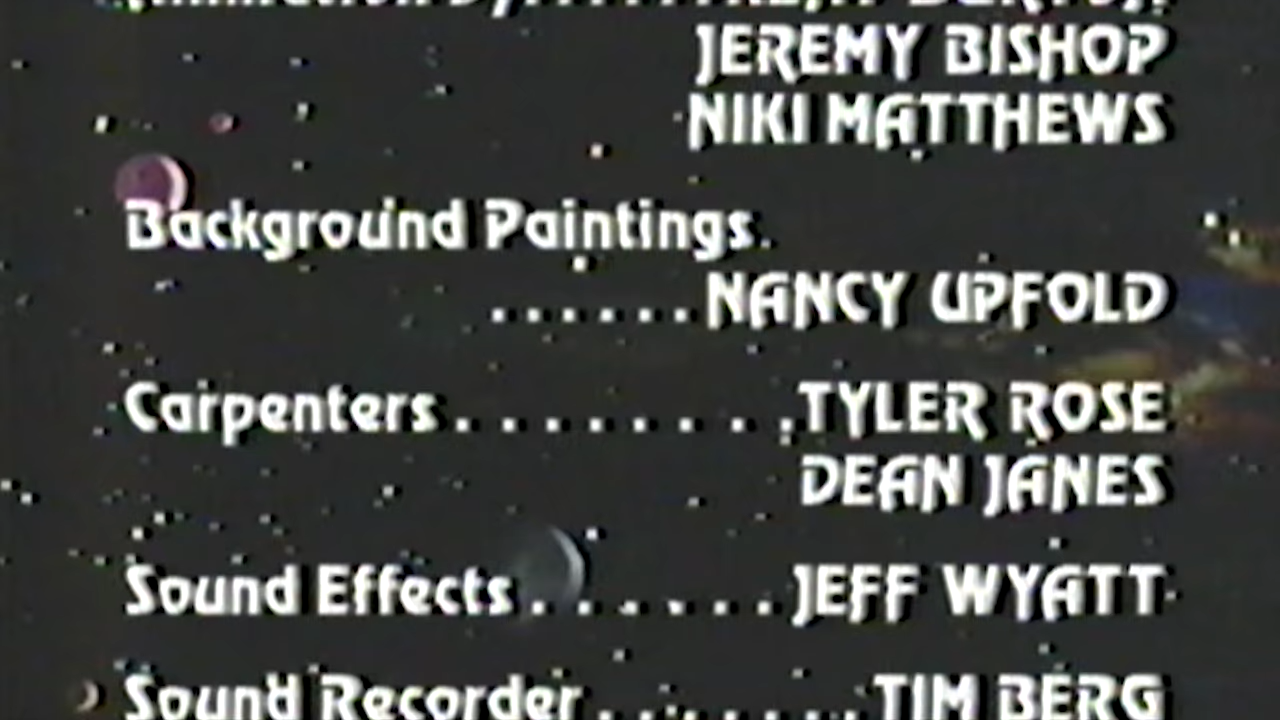 JEREMY BISHOP
NIKI MATTHEWS
Background Paintings.
......NANCY UPFOLD
Carpenters.........TYLER ROSE
DEAN JANES
Sound Effects.......JEFF WYATT
Sound Recorder........TIM BERG